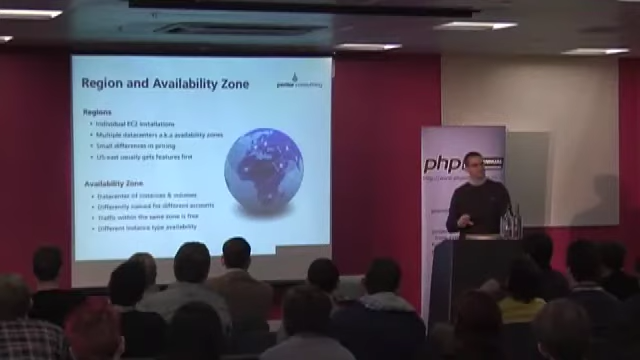 Region and Availability Zone
Regions
• Individual EC2 installations
• Multiple datacenters a.k.a availability zones
• Small differences in pricing
• US east usually gets features first
Availability Zone
• Datacenter of instances & volumes
• Differently named for different accounts
• Traffic within the same zone is free
• Different instance type availability
php